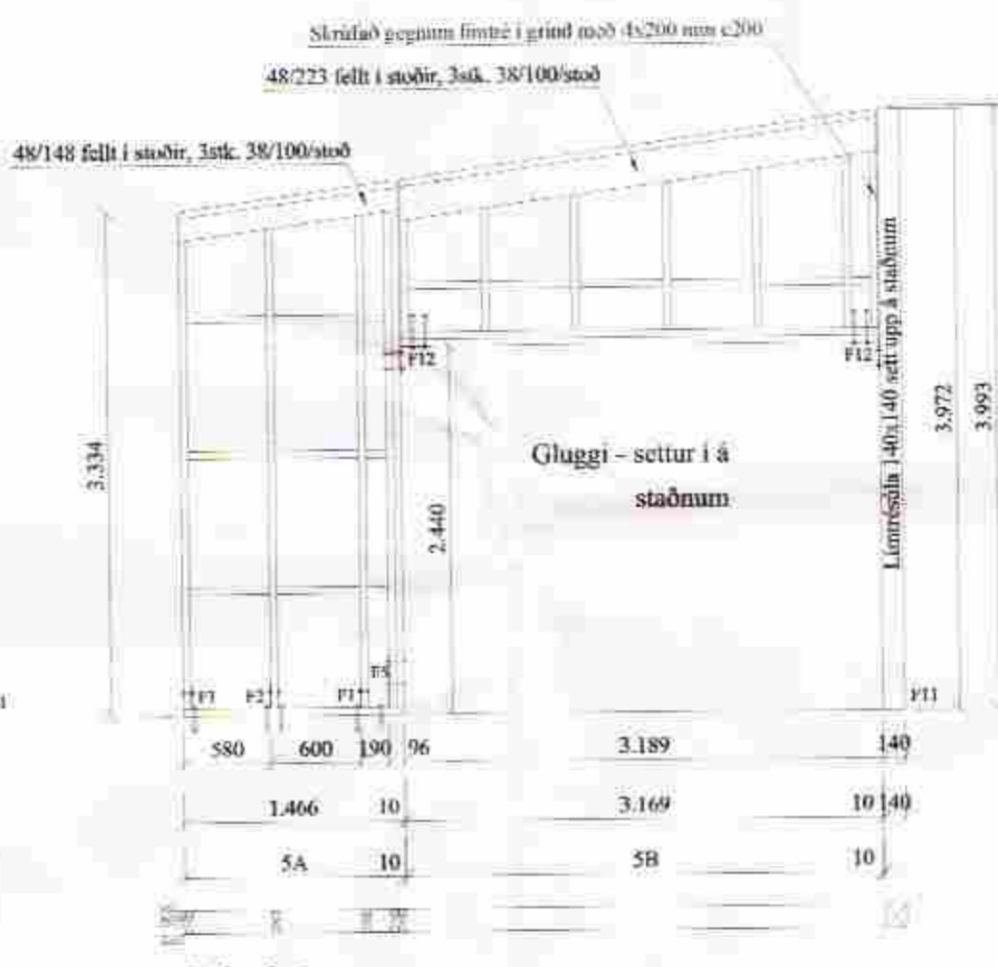 Skrúfað gegnum límtré í grind með 4x200 mm c200
48/223 fellt í stoðir, 3stk. 38/100/stoð
48/148 fellt í stoðir, 3stk. 38/100/stoð
3.334
F12
F12
Gluggi – settur í á
staðnum
2.440
Límtrésúla 140x140 sett upp á staðnum
3.972
3.993
F2
F1
F11
580 600 190 96 3.189 140
1.466 10 3.169 10 140
5A 10 5B 10